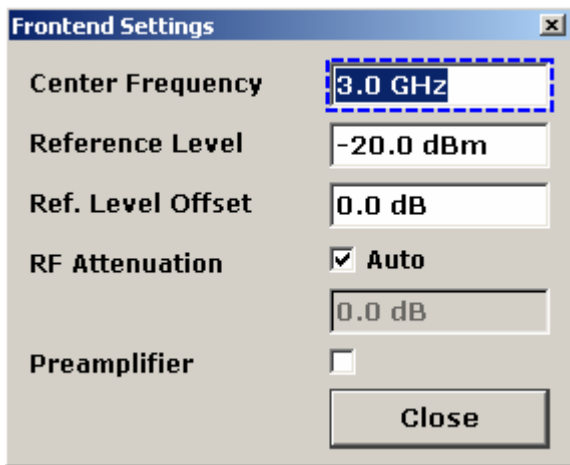 Frontend Settings
Center Frequency 3.0 GHz
Reference Level -20.0 dBm
Ref. Level Offset 0.0 dB
RF Attenuation Auto
0.0 dB
Preamplifier
Close